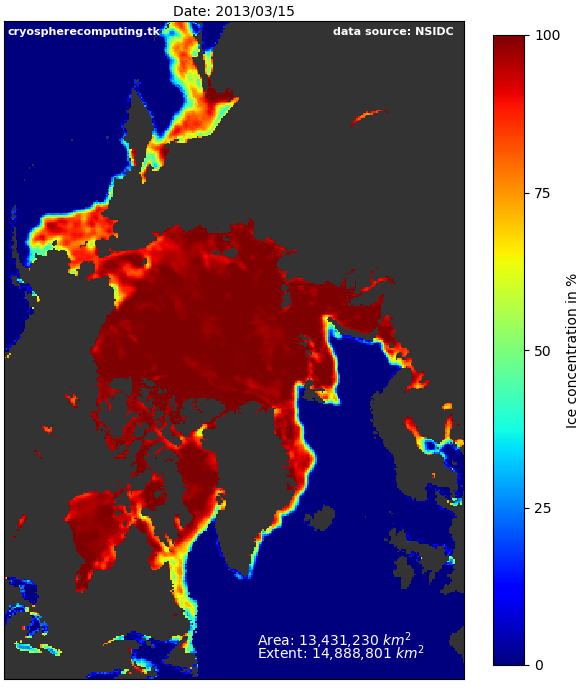 Date: 2013/03/15
cryospherecomputing.tk
data source: NSIDC
100
75
50
25
0
Ice concentration in %
Area: 13,431,230 km²
Extent: 14,888,801 km²